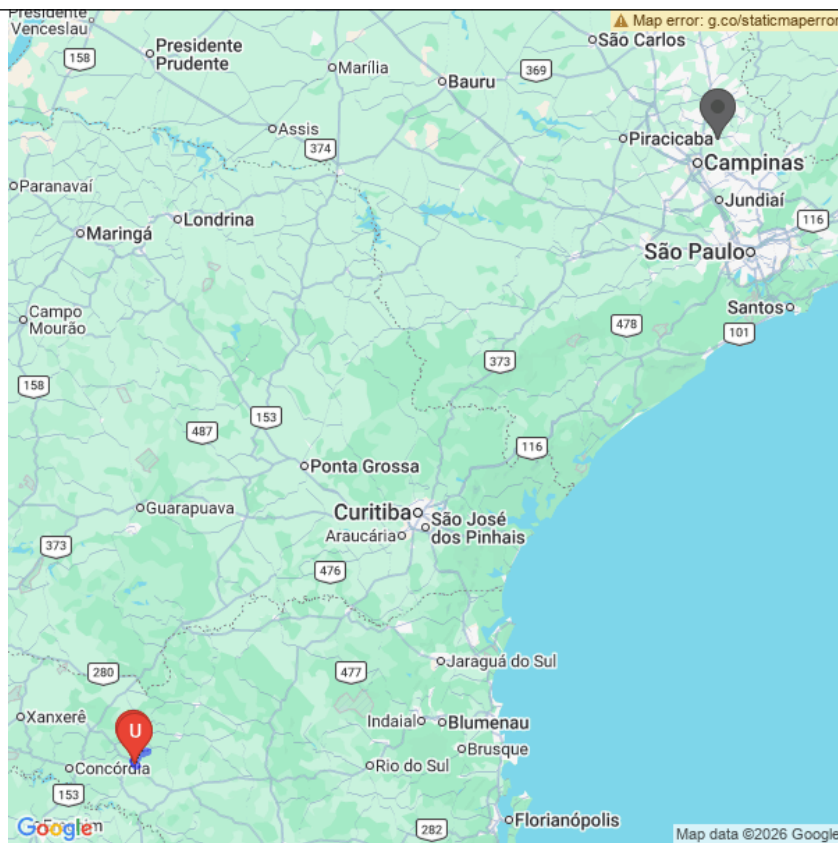 ⚠ Map error: g.co/staticmaperror
Presidente
Venceslau
158
Presidente
Prudente
Marília
Bauru
369
São Carlos
Assis
374
Piracicaba
Campinas
Paranavaí
Londrina
Jundiaí
116
Maringá
São Paulo
Campo
Mourão
Santos
478
101
373
158
153
487
116
Ponta Grossa
Guarapuava
Curitiba
São José
dos Pinhais
Araucária
373
476
280
477
Jaraguá do Sul
Xanxerê
U
Indaial
Blumenau
Brusque
Concórdia
Rio do Sul
153
Google
282
Florianópolis
Map data ©2026 Google